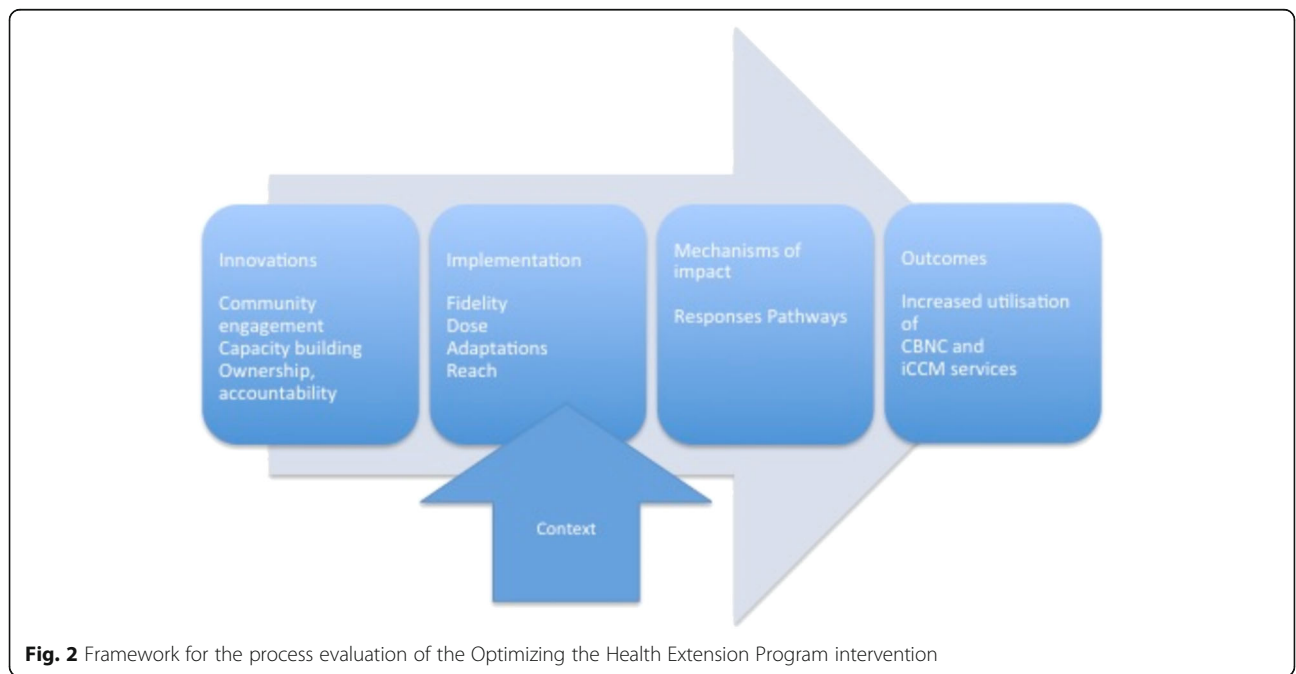 Innovations
Community
engagement
Capacity building
Ownership,
accountability
Implementation
Fidelity
Dose
Adaptations
Reach
Mechanisms of
impact
Responses Pathways
Outcomes
Increased utilisation
of
CBNC and
iCCM services
Context
Fig. 2 Framework for the process evaluation of the Optimizing the Health Extension Program intervention